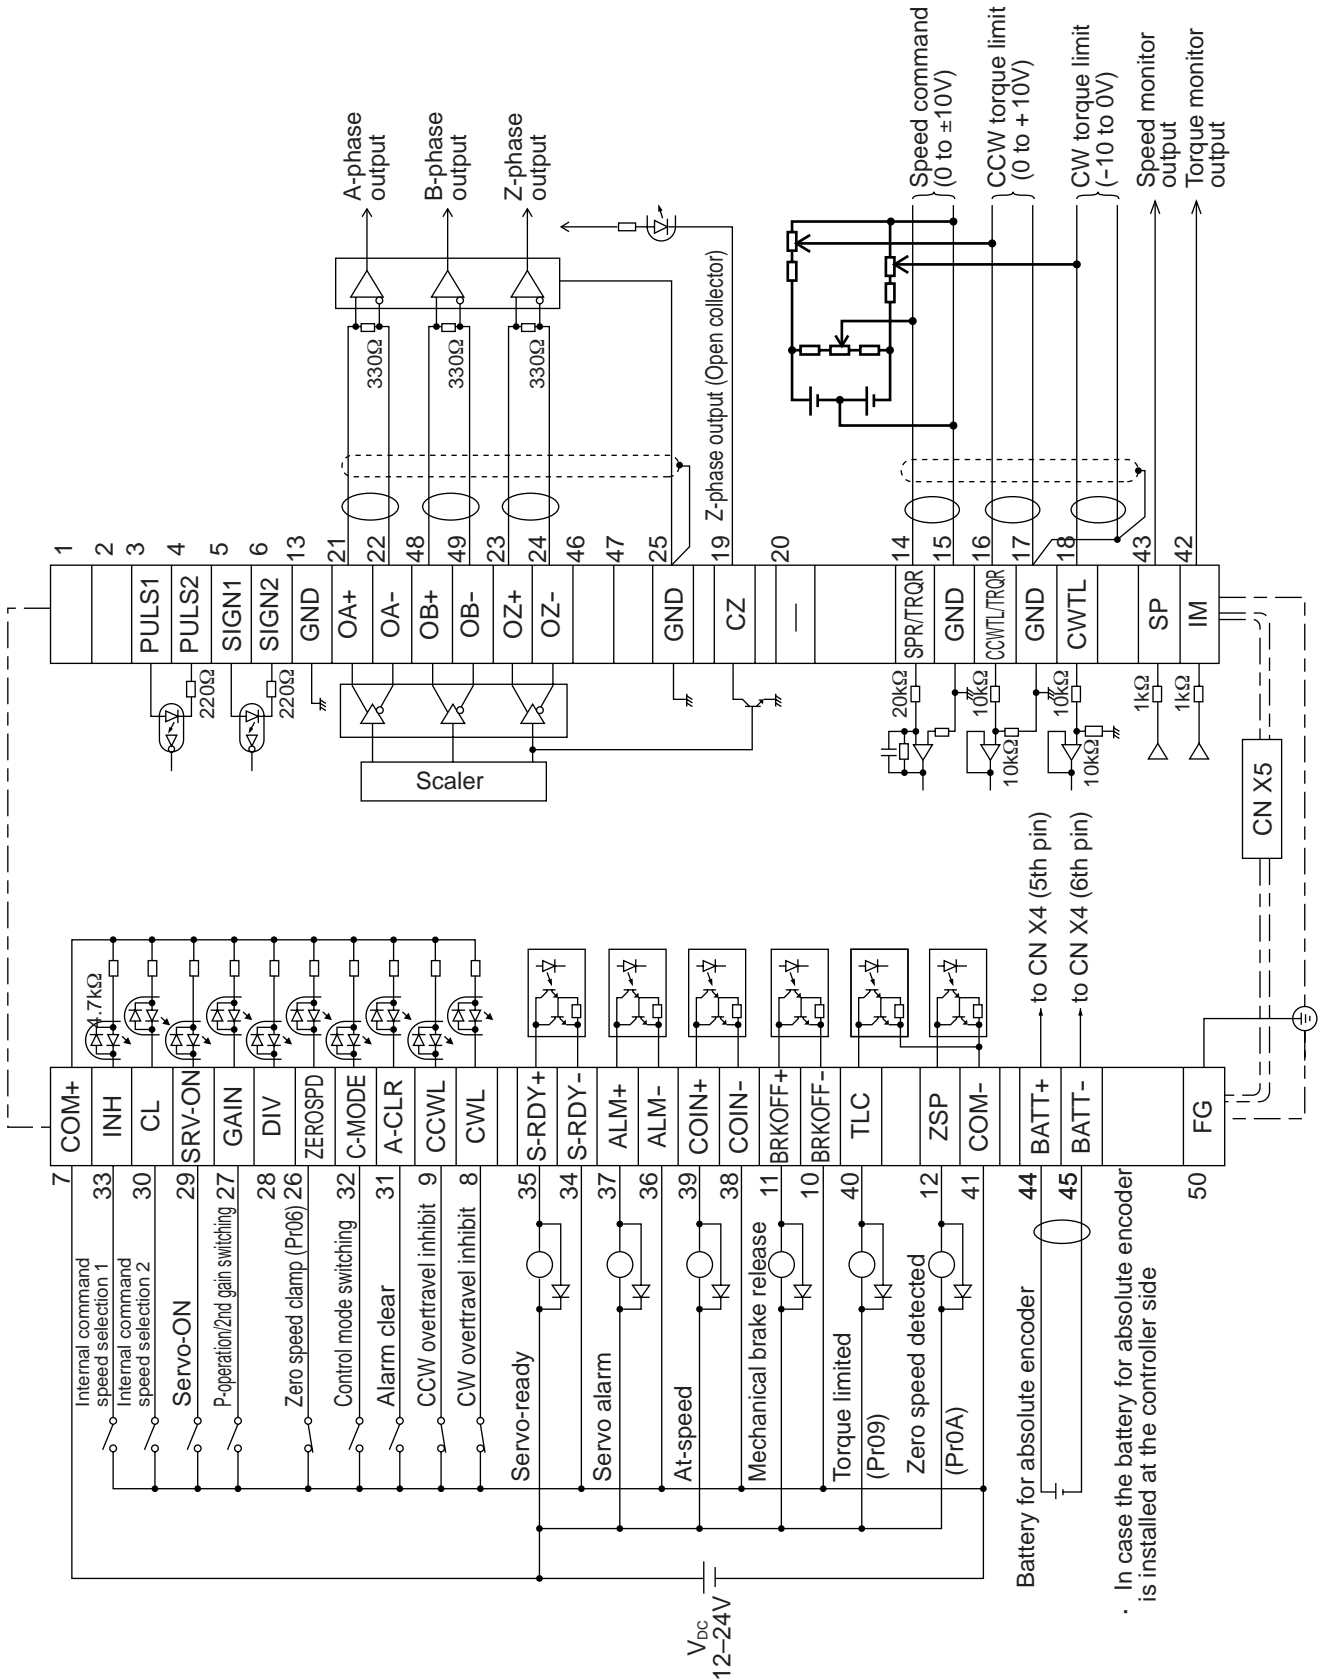 A-phase
output
B-phase
output
Z-phase
output
330Ω
330Ω
330Ω
Z-phase output (Open collector)
Speed command
(0 to ±10V)
CCW torque limit
(0 to + 10V)
CW torque limit
(−10 to 0V)
Speed monitor
output
Torque monitor
output
1
2
3
4
5
6
13
21
22
48
49
23
24
46
47
25
19
20
14
15
16
17
18
43
42
PULS1
PULS2
SIGN1
SIGN2
GND
OA+
OA-
OB+
OB-
OZ+
OZ-
GND
CZ
—
SPR/TRQR
GND
CCWTL/TRQR
GND
CWTL
SP
IM
220Ω
220Ω
Scaler
20kΩ
10kΩ
10kΩ
10kΩ
10kΩ
1kΩ
1kΩ
CN X5
4.7kΩ
to CN X4 (5th pin)
to CN X4 (6th pin)
COM+
INH
CL
SRV-ON
GAIN
DIV
ZEROSPD
C-MODE
A-CLR
CCWL
CWL
S-RDY+
S-RDY−
ALM+
ALM-
COIN+
COIN-
BRKOFF+
BRKOFF−
TLC
ZSP
COM-
BATT+
BATT-
FG
7
33
30
29
27
28
26
32
31
9
8
35
34
37
36
39
38
11
10
40
12
41
44
45
50
Internal command
speed selection 1
Internal command
speed selection 2
Servo-ON
P-operation/2nd gain switching
Zero speed clamp (Pr06)
Control mode switching
Alarm clear
CCW overtravel inhibit
CW overtravel inhibit
Servo-ready
Servo alarm
At-speed
Mechanical brake release
Torque limited
(Pr09)
Zero speed detected
(Pr0A)
Battery for absolute encoder
· In case the battery for absolute encoder
is installed at the controller side
VDC
12–24V